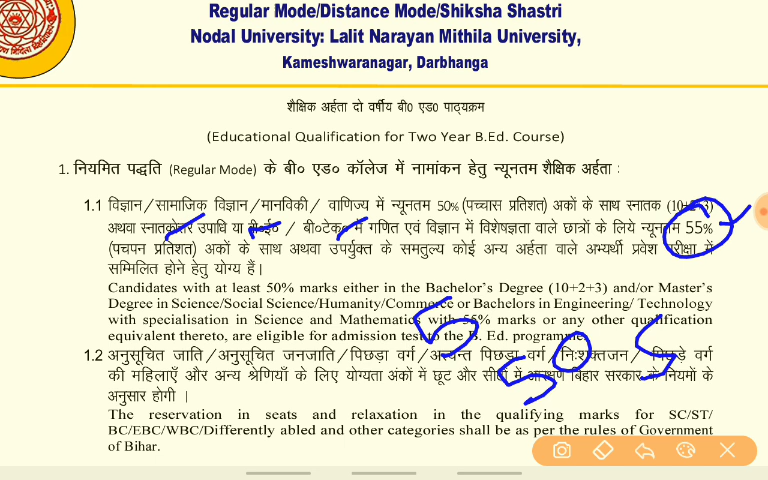 Regular Mode/Distance Mode/Shiksha Shastri
Nodal University: Lalit Narayan Mithila University,
Kameshwaranagar, Darbhanga
शैक्षिक अर्हता दो वर्षीय बी० एड० पाठ्यक्रम
(Educational Qualification for Two Year B.Ed. Course)
1. नियमित पद्धति (Regular Mode) के बी० एड० कॉलेज में नामांकन हेतु न्यूनतम शैक्षिक अर्हता :
1.1 विज्ञान/सामाजिक विज्ञान/मानविकी/ वाणिज्य में न्यूनतम 50% (पच्चास प्रतिशत) अकों के साथ स्नातक (10+2+3)
अथवा स्नातकोत्तर उपाधि या बी०ई० / बी०टेक० में गणित एवं विज्ञान में विशेषज्ञता वाले छात्रों के लिये न्यूनतम 55%
(पचपन प्रतिशत) अकों के साथ अथवा उपर्युक्त के समतुल्य कोई अन्य अर्हता वाले अभ्यर्थी प्रवेश परीक्षा में
सम्मिलित होने हेतु योग्य हैं।
Candidates with at least 50% marks either in the Bachelor's Degree (10+2+3) and/or Master's
Degree in Science/Social Science/Humanity/Commerce or Bachelors in Engineering/ Technology
with specialisation in Science and Mathematics with 55% marks or any other qualification
equivalent thereto, are eligible for admission test to the B. Ed. programme.
1.2 अनुसूचित जाति/अनुसूचित जनजाति/पिछड़ा वर्ग/अत्यन्त पिछड़ा वर्ग/निःशक्तजन/ पिछड़े वर्ग
की महिलाएँ और अन्य श्रेणियाँ के लिए योग्यता अंकों में छूट और सीटों में आरक्षण बिहार सरकार के नियमों के
अनुसार होगी ।
The reservation in seats and relaxation in the qualifying marks for SC/ST/
BC/EBC/WBC/Differently abled and other categories shall be as per the rules of Government
of Bihar.
5
50